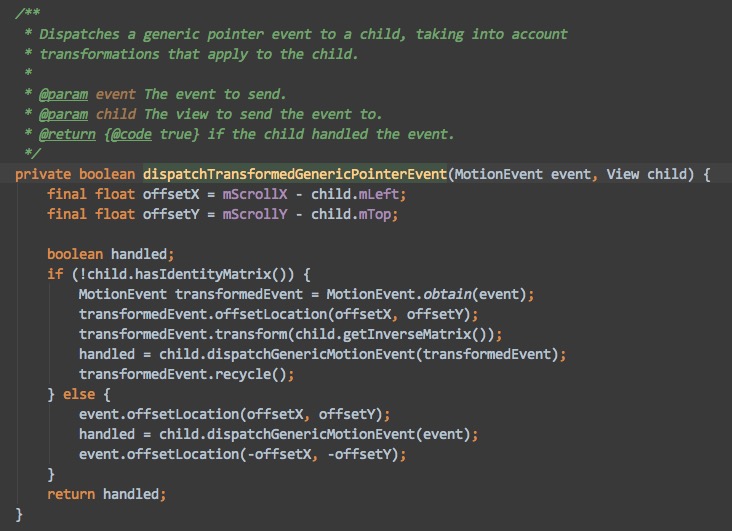 /**
 * Dispatches a generic pointer event to a child, taking into account
 * transformations that apply to the child.
 *
 * @param event The event to send.
 * @param child The view to send the event to.
 * @return {@code true} if the child handled the event.
 */
private boolean dispatchTransformedGenericPointerEvent(MotionEvent event, View child) {
    final float offsetX = mScrollX - child.mLeft;
    final float offsetY = mScrollY - child.mTop;

    boolean handled;
    if (!child.hasIdentityMatrix()) {
        MotionEvent transformedEvent = MotionEvent.obtain(event);
        transformedEvent.offsetLocation(offsetX, offsetY);
        transformedEvent.transform(child.getInverseMatrix());
        handled = child.dispatchGenericMotionEvent(transformedEvent);
        transformedEvent.recycle();
    } else {
        event.offsetLocation(offsetX, offsetY);
        handled = child.dispatchGenericMotionEvent(event);
        event.offsetLocation(-offsetX, -offsetY);
    }
    return handled;
}